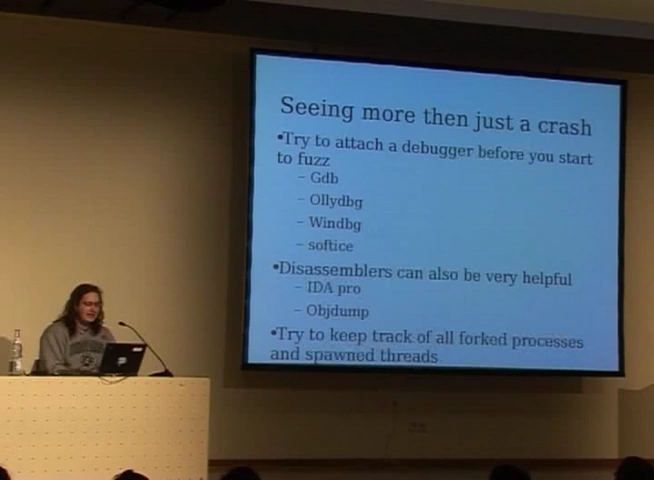 Seeing more then just a crash
•Try to attach a debugger before you start
to fuzz
– Gdb
– Ollydbg
– Windbg
– softice
•Disassemblers can also be very helpful
– IDA pro
– Objdump
•Try to keep track of all forked processes
and spawned threads